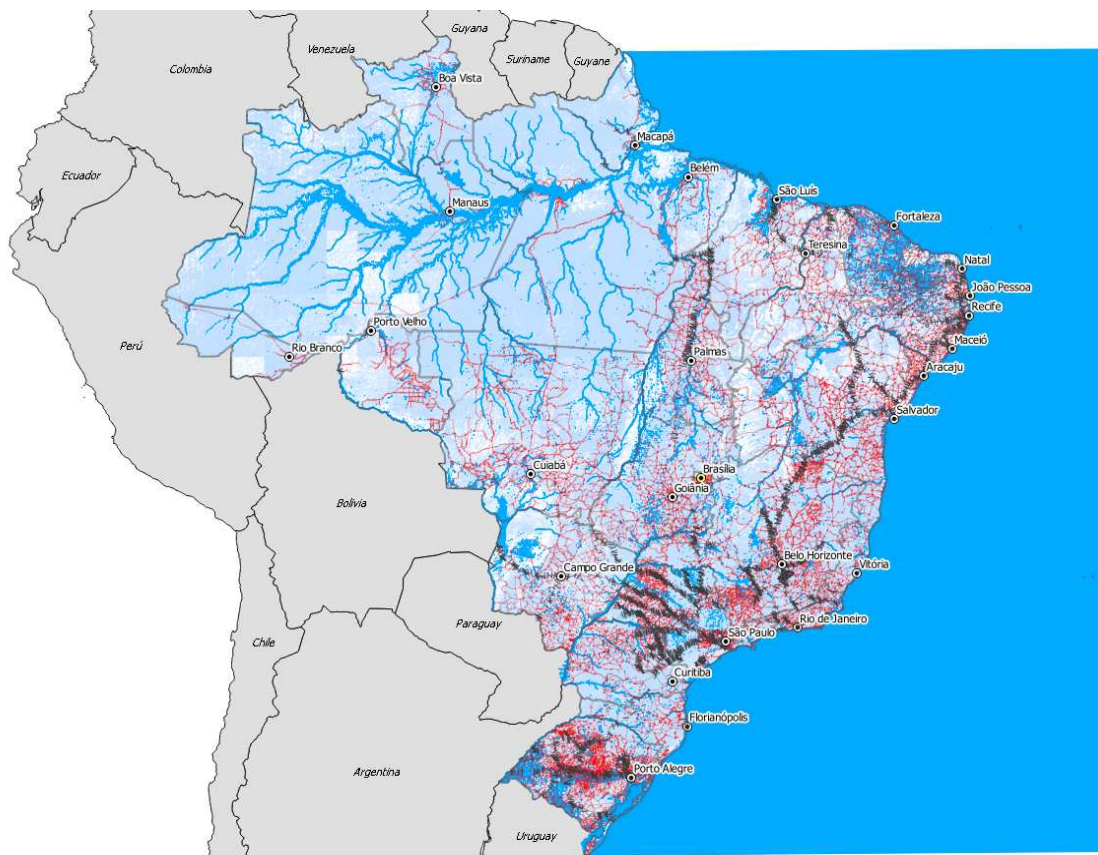 Guyana
Venezuela
Suriname
Guyane
Colombia
Boa Vista
Macapá
Ecuador
Belém
São Luís
Manaus
Fortaleza
Teresina
Natal
João Pessoa
Recife
Porto Velho
Perú
Maceió
Rio Branco
Palmas
Aracaju
Salvador
Cuiabá
Brasília
Goiânia
Bolivia
Belo Horizonte
Vitória
Campo Grande
Paraguay
Rio de Janeiro
Chile
São Paulo
Curitiba
Florianópolis
Argentina
Porto Alegre
Uruguay